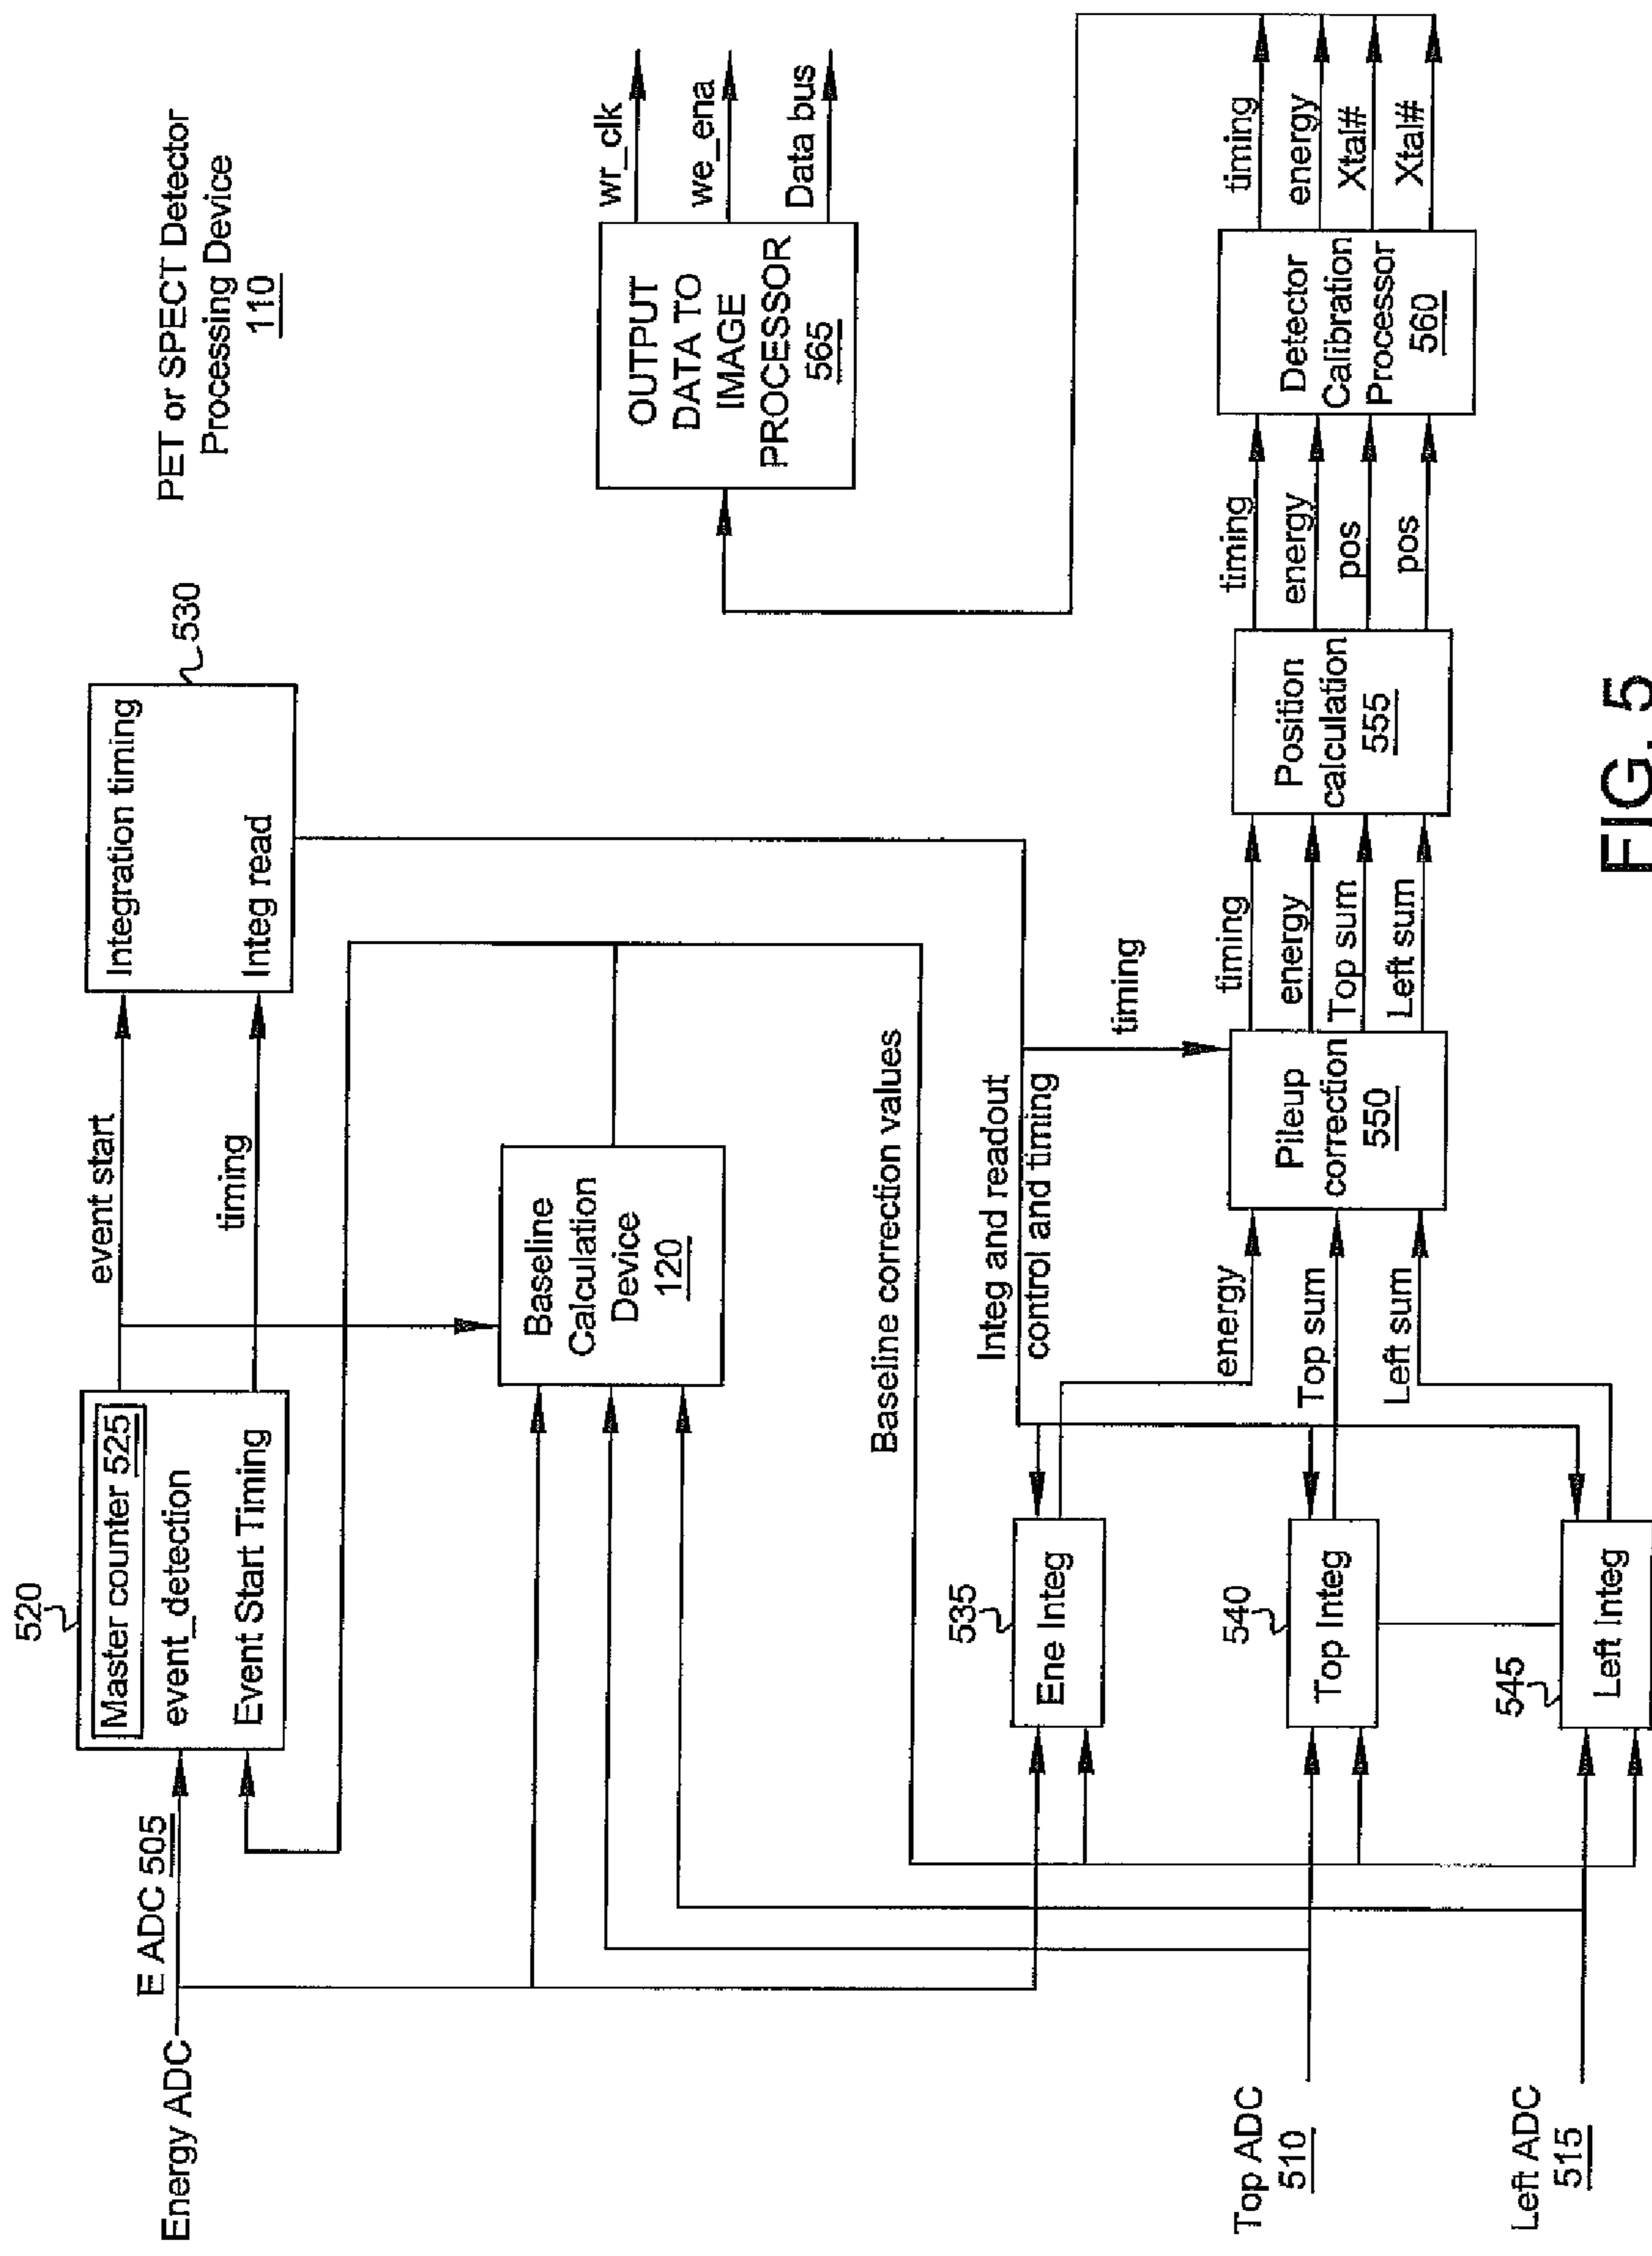 PET or SPECT Detector
Processing Device
110
520
Master counter 525
event_detection
Event Start Timing
event start
timing
530
Integration timing
Integ read
Energy ADC
E ADC 505
Baseline
Calculation
Device
120
OUTPUT
DATA TO
IMAGE
PROCESSOR
565
wr_clk
we_ena
Data bus
Baseline correction values
Integ and readout
control and timing
timing
535
Ene Integ
540
Top Integ
545
Left Integ
Top ADC
510
Left ADC
515
energy
Top sum
Left sum
Pileup
correction
550
timing
energy
Top sum
Left sum
Position
calculation
555
timing
energy
pos
pos
Detector
Calibration
Processor
560
timing
energy
Xtal#
Xtal#
FIG. 5